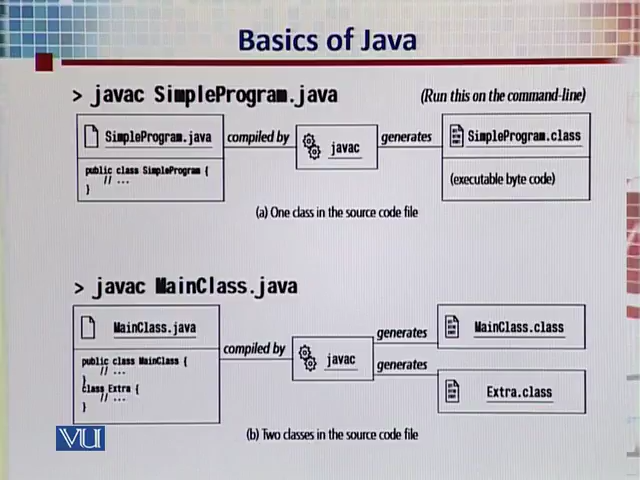 Basics of Java
> javac SimpleProgram.java (Run this on the command-line)
SimpleProgram.java compiled by javac generates SimpleProgram.class
public class SimpleProgram {
// ...
}
(executable byte code)
(a) One class in the source code file
> javac MainClass.java
MainClass.java compiled by javac generates MainClass.class
public class MainClass {
// ...
}
class Extra {
// ...
}
generates Extra.class
(b) Two classes in the source code file
VU